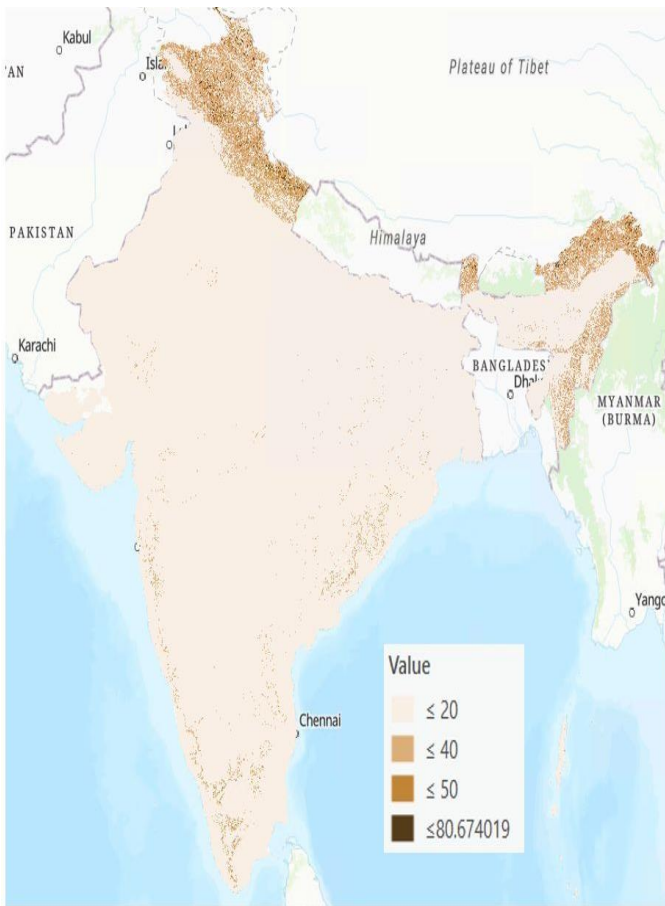 Kabul
Plateau of Tibet
PAKISTAN
Himalaya
Karachi
MYANMAR
(BURMA)
Chennai
Value
≤ 20
≤ 40
≤ 50
≤80.674019